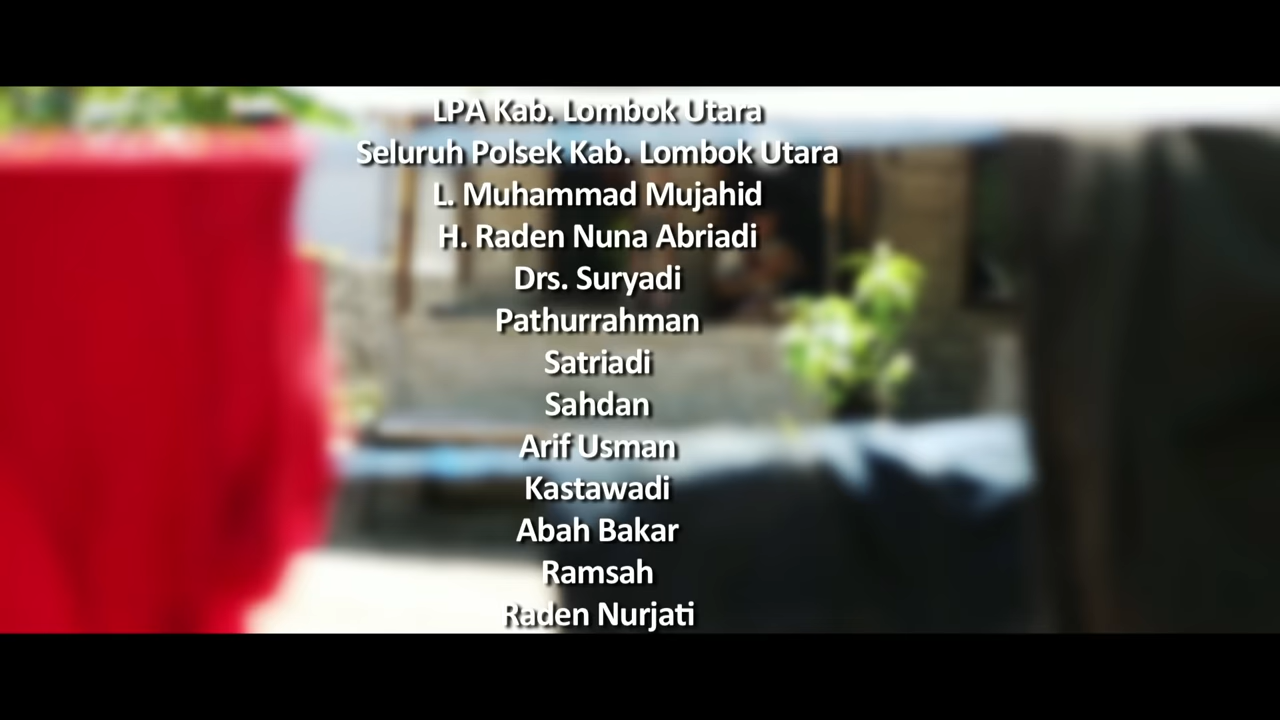 LPA Kab. Lombok Utara
Seluruh Polsek Kab. Lombok Utara
L. Muhammad Mujahid
H. Raden Nuna Abriadi
Drs. Suryadi
Pathurrahman
Satriadi
Sahdan
Arif Usman
Kastawadi
Abah Bakar
Ramsah
Raden Nurjati